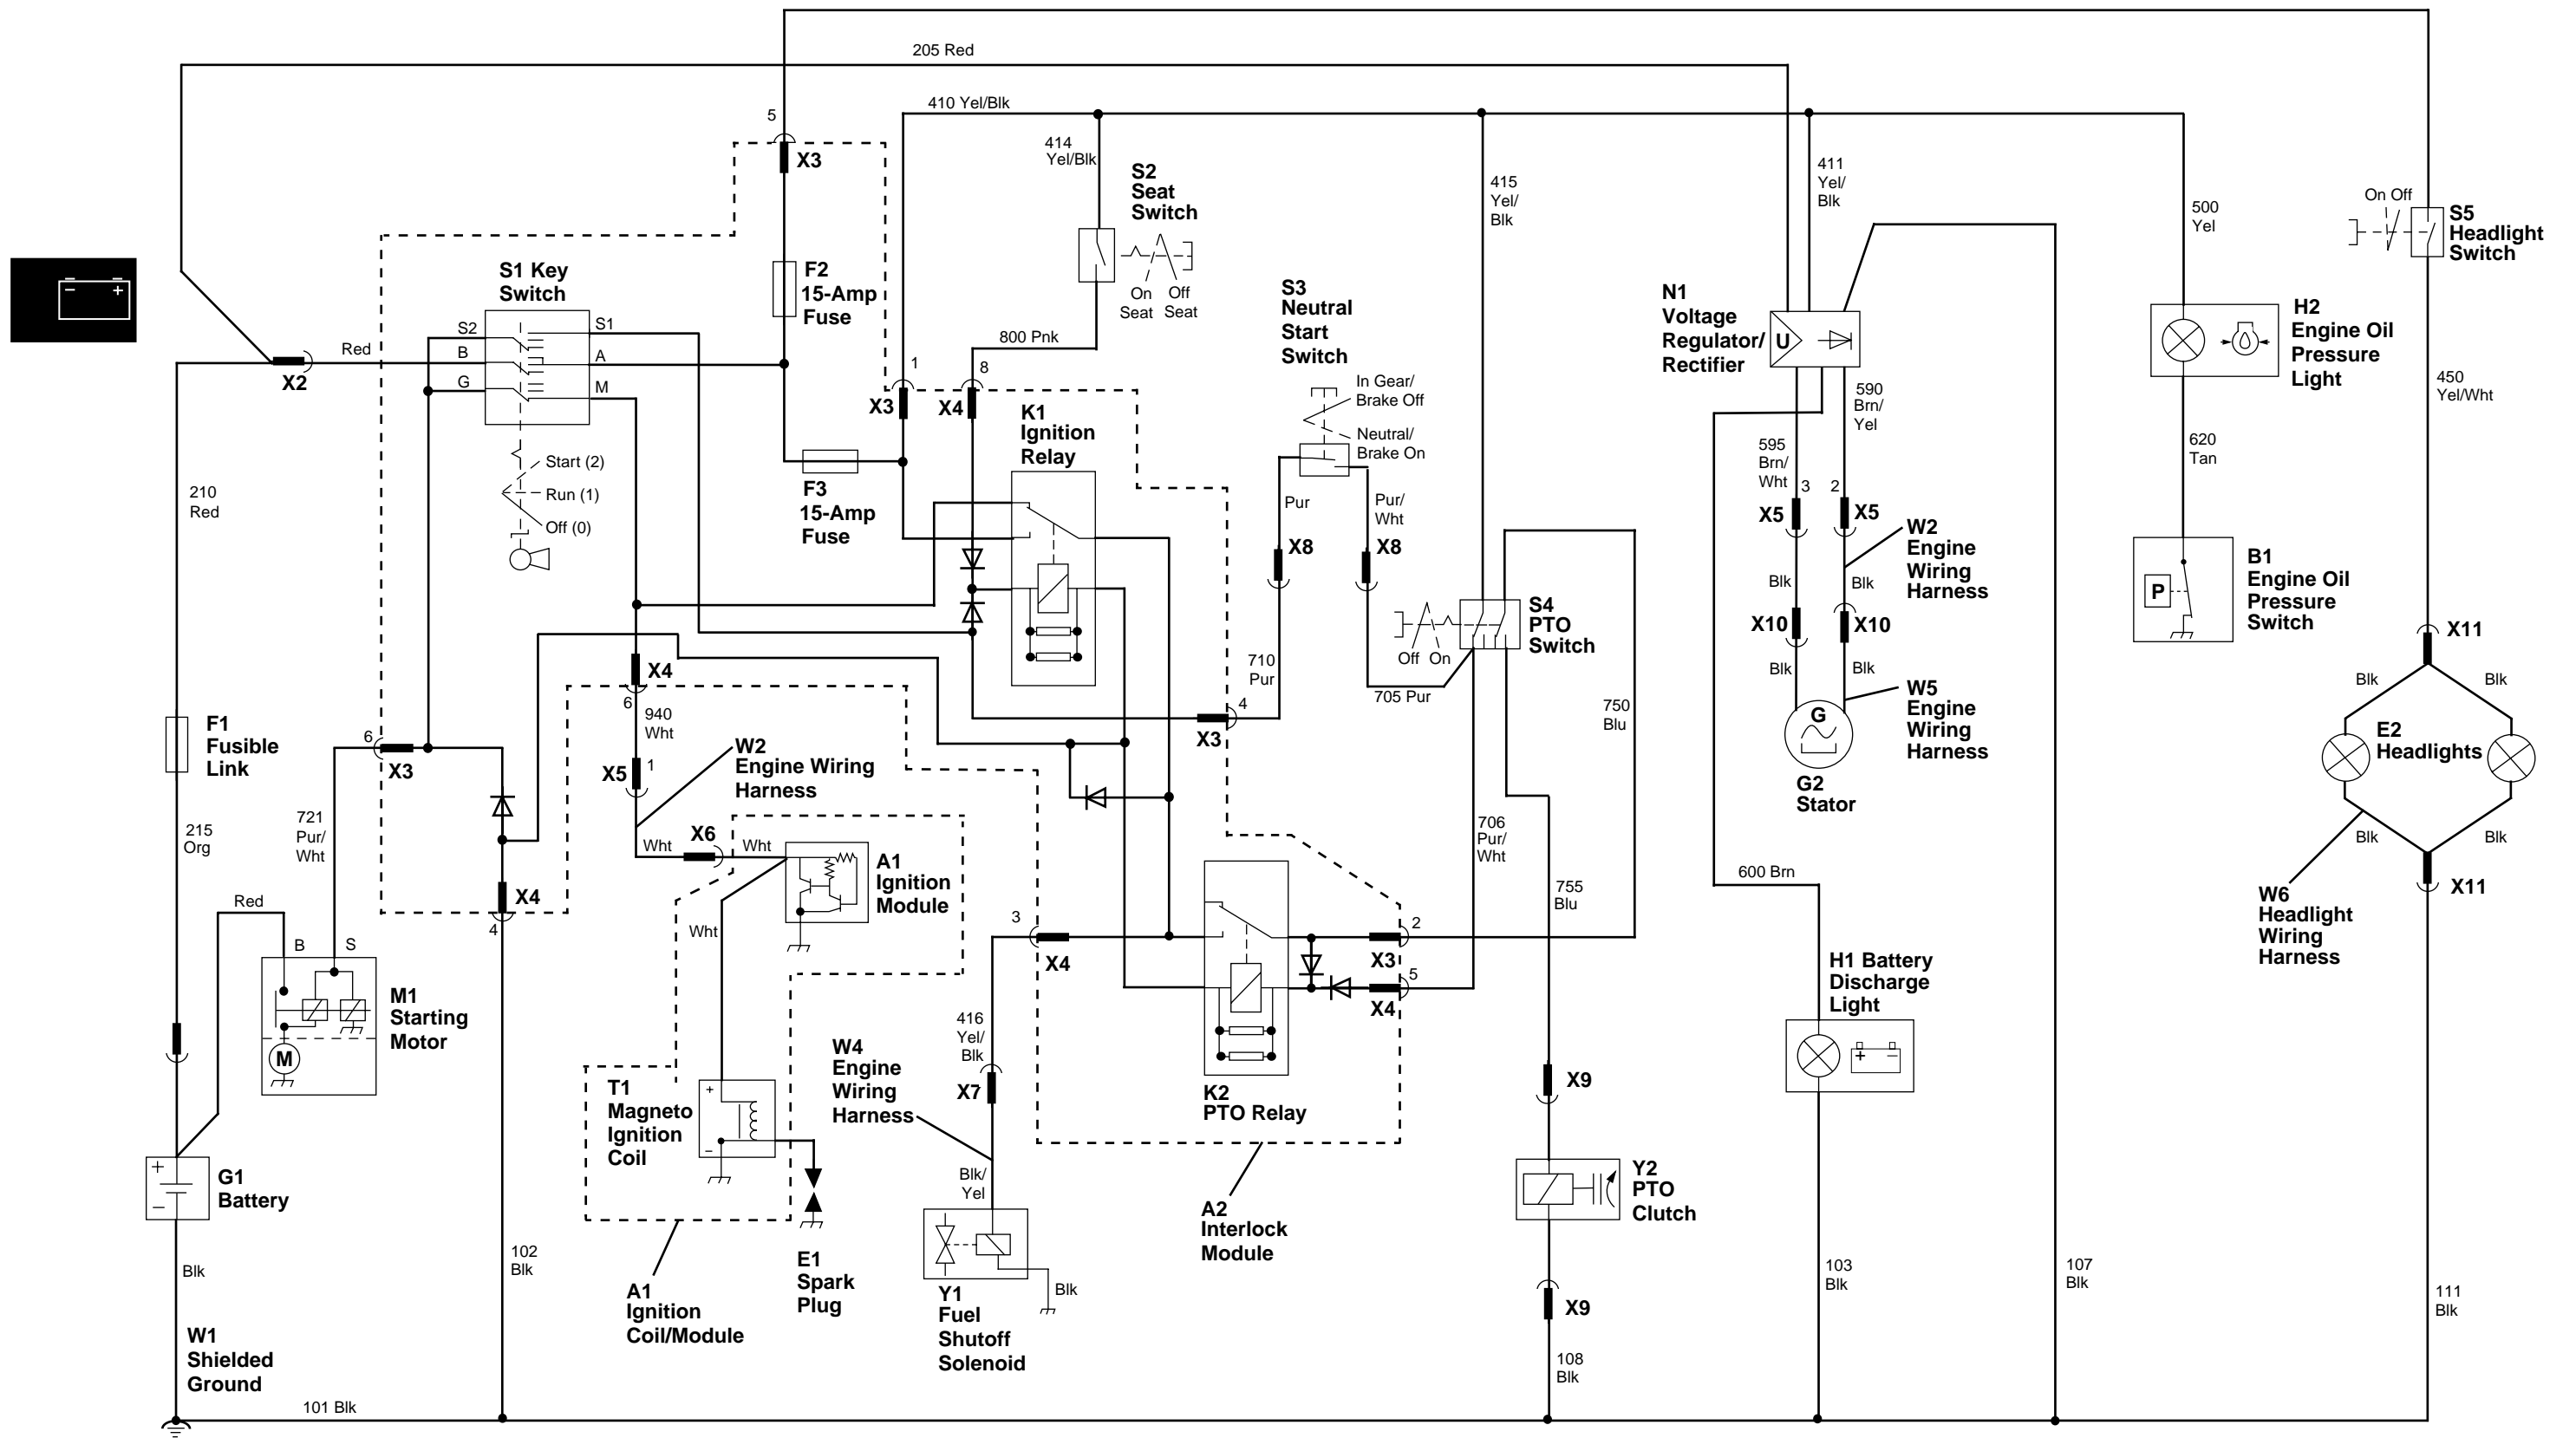 205 Red
410 Yel/Blk
5
X3
414
Yel/Blk
S2
Seat
Switch
On
Seat
Off
Seat
800 Pnk
415
Yel/
Blk
411
Yel/
Blk
500
Yel
On Off
S5
Headlight
Switch
- +
S1 Key
Switch
S2
B
G
S1
A
M
Red
X2
F2
15-Amp
Fuse
1
X3
8
X4
K1
Ignition
Relay
S3
Neutral
Start
Switch
In Gear/
Brake Off
Neutral/
Brake On
N1
Voltage
Regulator/
Rectifier
U
H2
Engine Oil
Pressure
Light
450
Yel/Wht
Start (2)
Run (1)
Off (0)
F3
15-Amp
Fuse
210
Red
Pur
X8
Pur/
Wht
X8
595
Brn/
Wht
3
X5
590
Brn/
Yel
2
X5
W2
Engine
Wiring
Harness
620
Tan
B1
Engine Oil
Pressure
Switch
P
Blk
Blk
X10
X10
Blk
Blk
W5
Engine
Wiring
Harness
G
G2
Stator
Off On
S4
PTO
Switch
705 Pur
710
Pur
4
X3
750
Blu
X11
Blk
Blk
E2
Headlights
Blk
Blk
X11
W6
Headlight
Wiring
Harness
F1
Fusible
Link
6
X3
X4
6
940
Wht
X5
1
W2
Engine Wiring
Harness
215
Org
721
Pur/
Wht
Wht
X6
Wht
A1
Ignition
Module
Wht
X4
4
Red
B
S
M1
Starting
Motor
M
3
X4
416
Yel/
Blk
W4
Engine
Wiring
Harness
X7
Blk/
Yel
K2
PTO Relay
2
X3
5
X4
706
Pur/
Wht
755
Blu
600 Brn
H1 Battery
Discharge
Light
+ −
X9
T1
Magneto
Ignition
Coil
+
−
E1
Spark
Plug
A1
Ignition
Coil/Module
Y1
Fuel
Shutoff
Solenoid
Blk
A2
Interlock
Module
Y2
PTO
Clutch
X9
108
Blk
103
Blk
107
Blk
111
Blk
+
−
G1
Battery
Blk
W1
Shielded
Ground
102
Blk
101 Blk